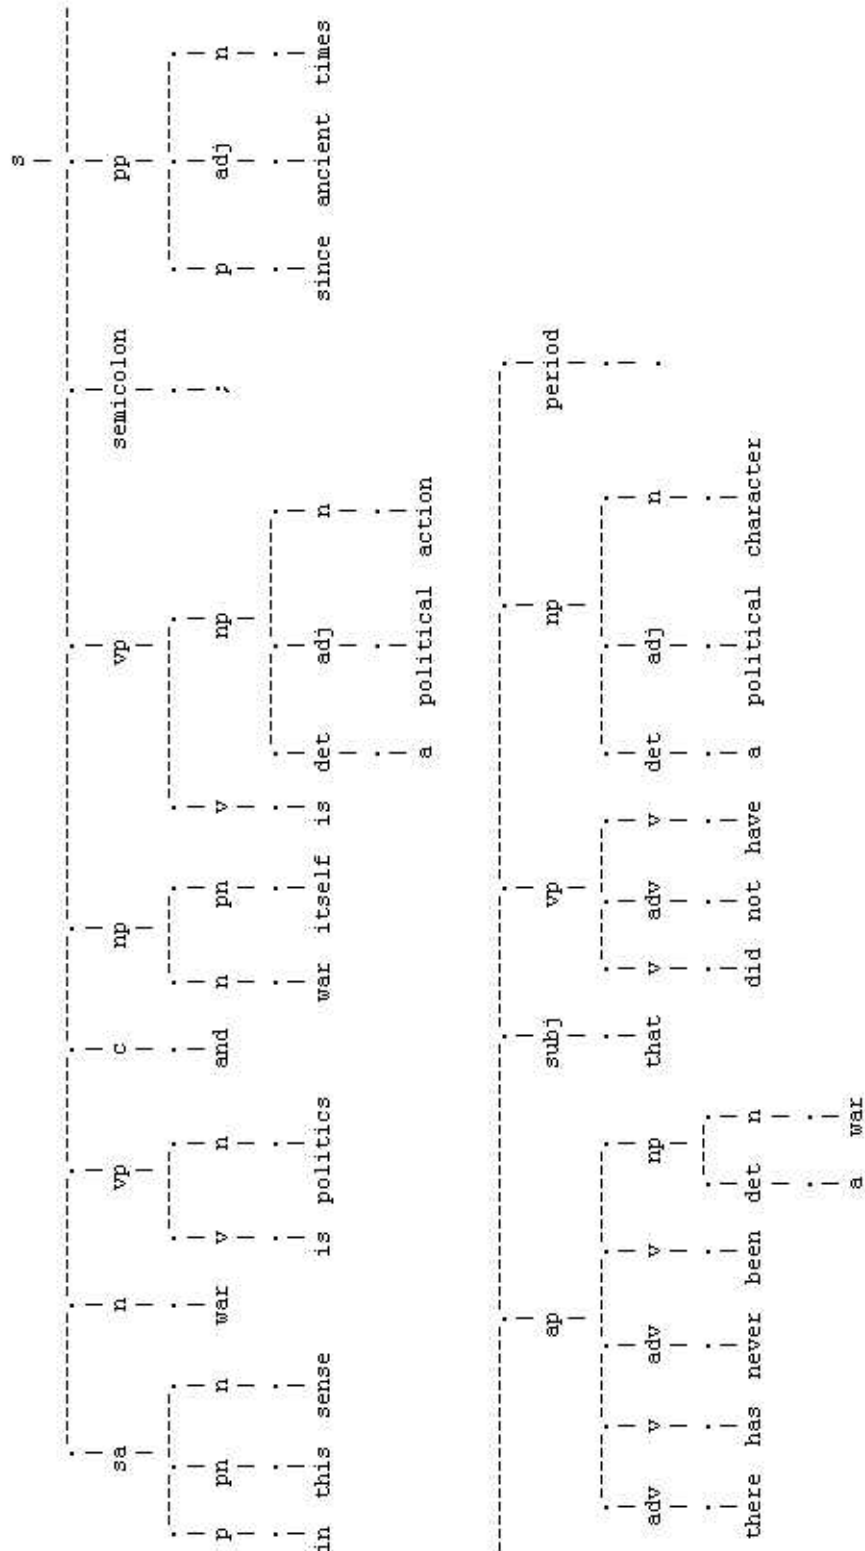 s
sa n vp c np vp semicolon pp
p pn n war v n and n pn v np ; p adj n
in this sense is politics war itself is det adj n since ancient times
a political action
ap subj vp np period
adv v adv v np that v adv v det adj n .
there has never been det n did not have a political character
a war